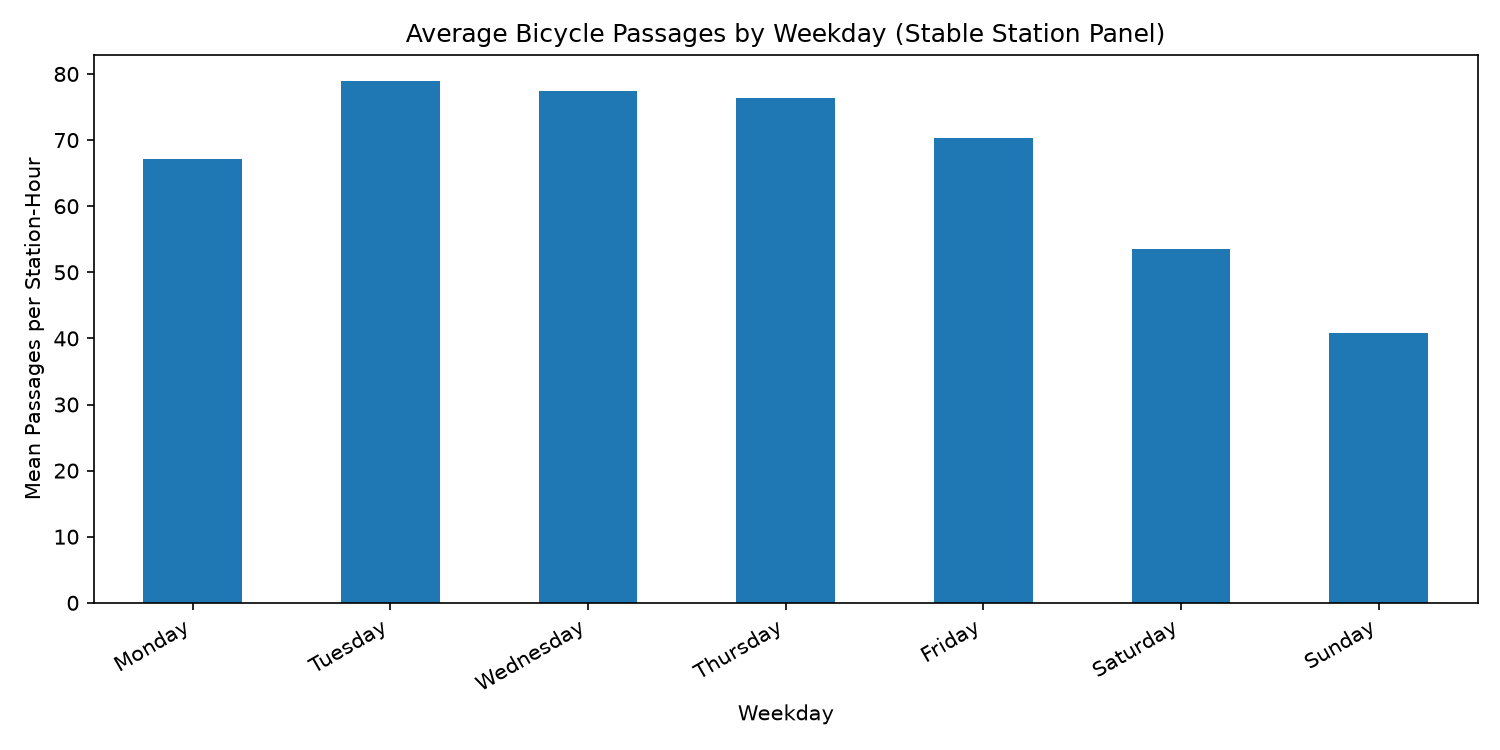 Average Bicycle Passages by Weekday (Stable Station Panel)
Mean Passages per Station-Hour
80
70
60
50
40
30
20
10
0
Monday
Tuesday
Wednesday
Thursday
Friday
Saturday
Sunday
Weekday